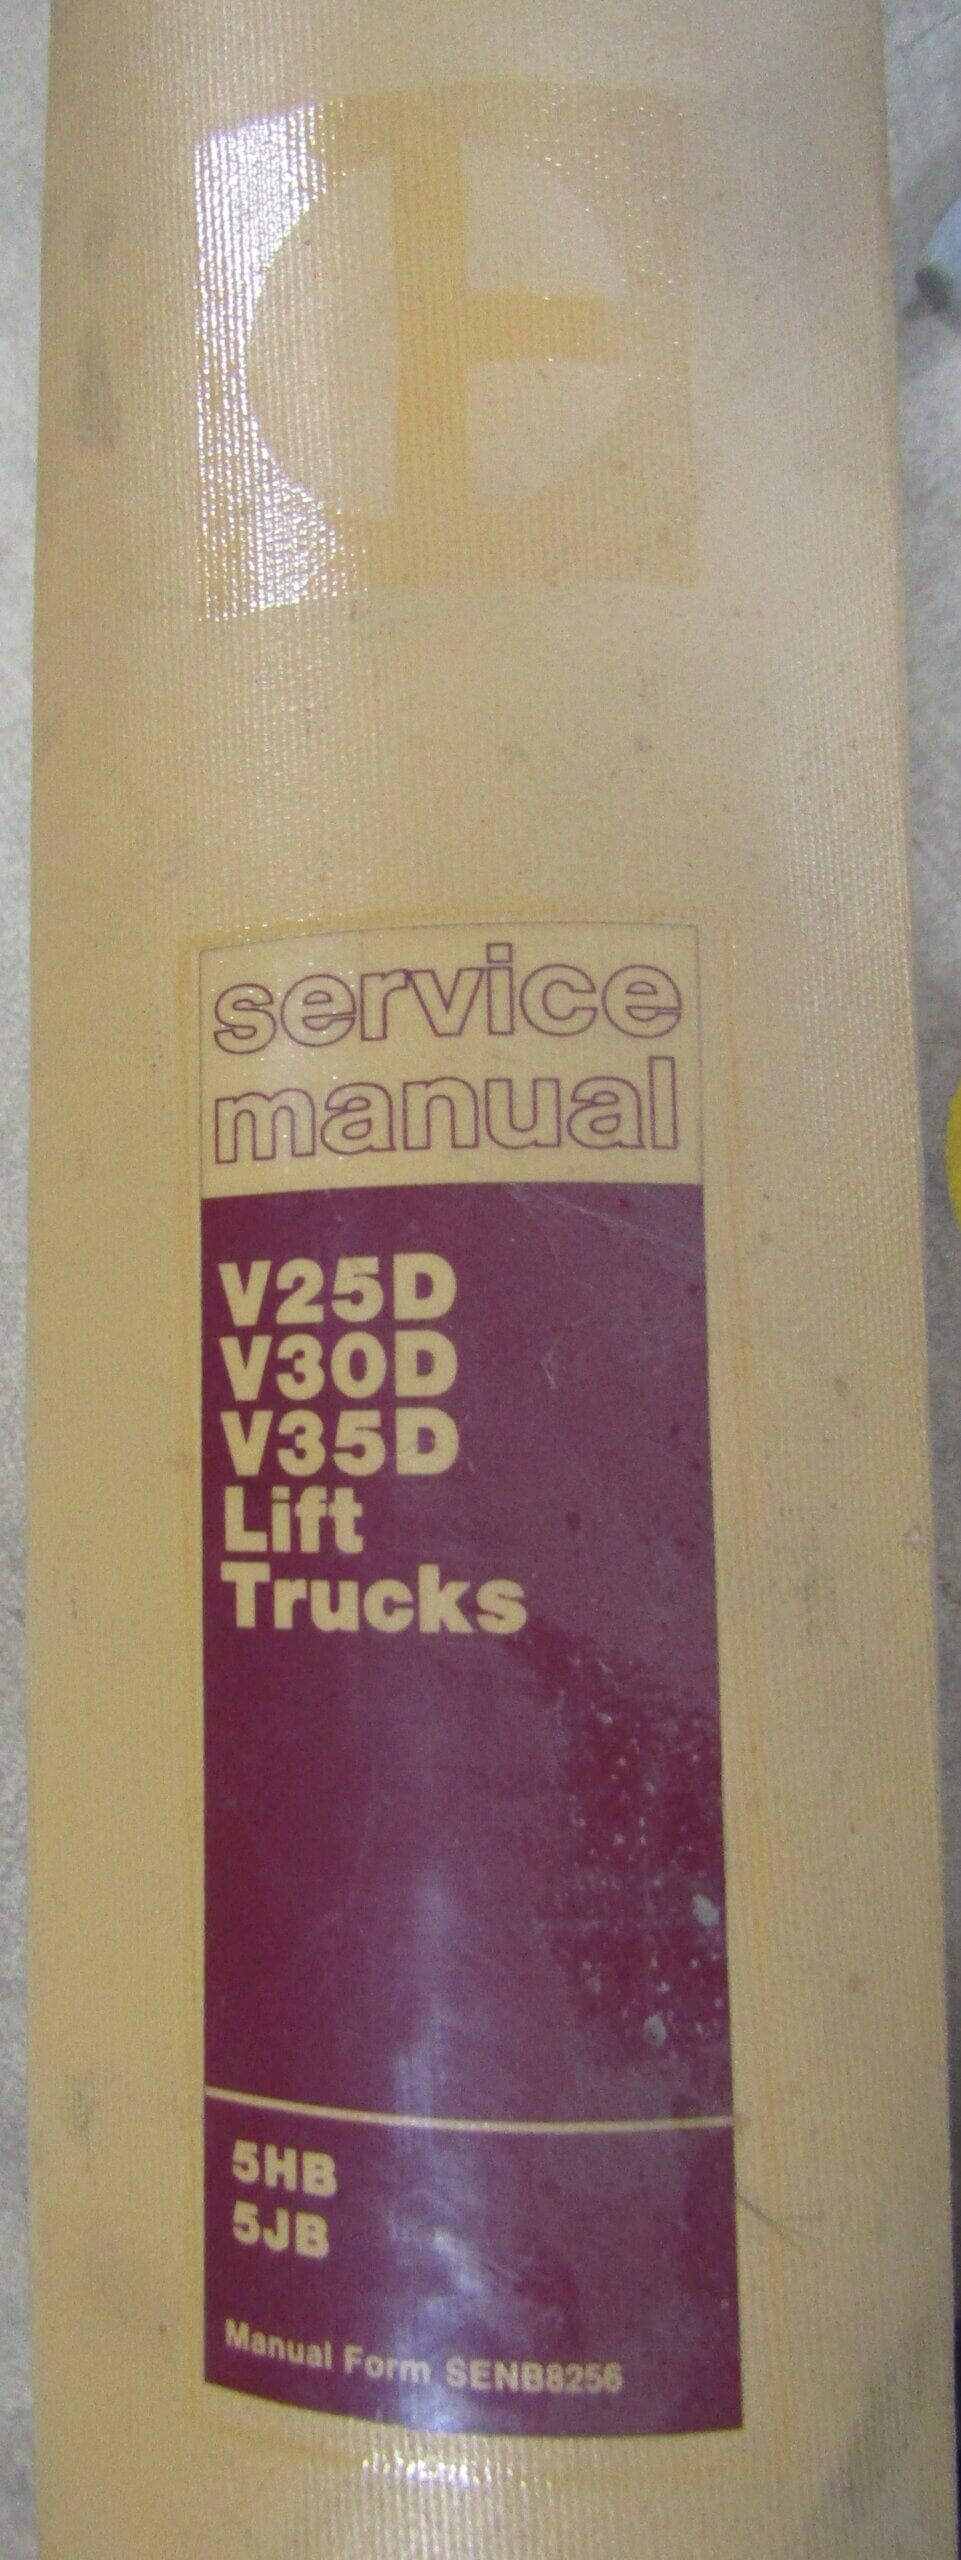 service
manual
V25D
V30D
V35D
Lift
Trucks
5HB
5JB
Manual Form SENB8256